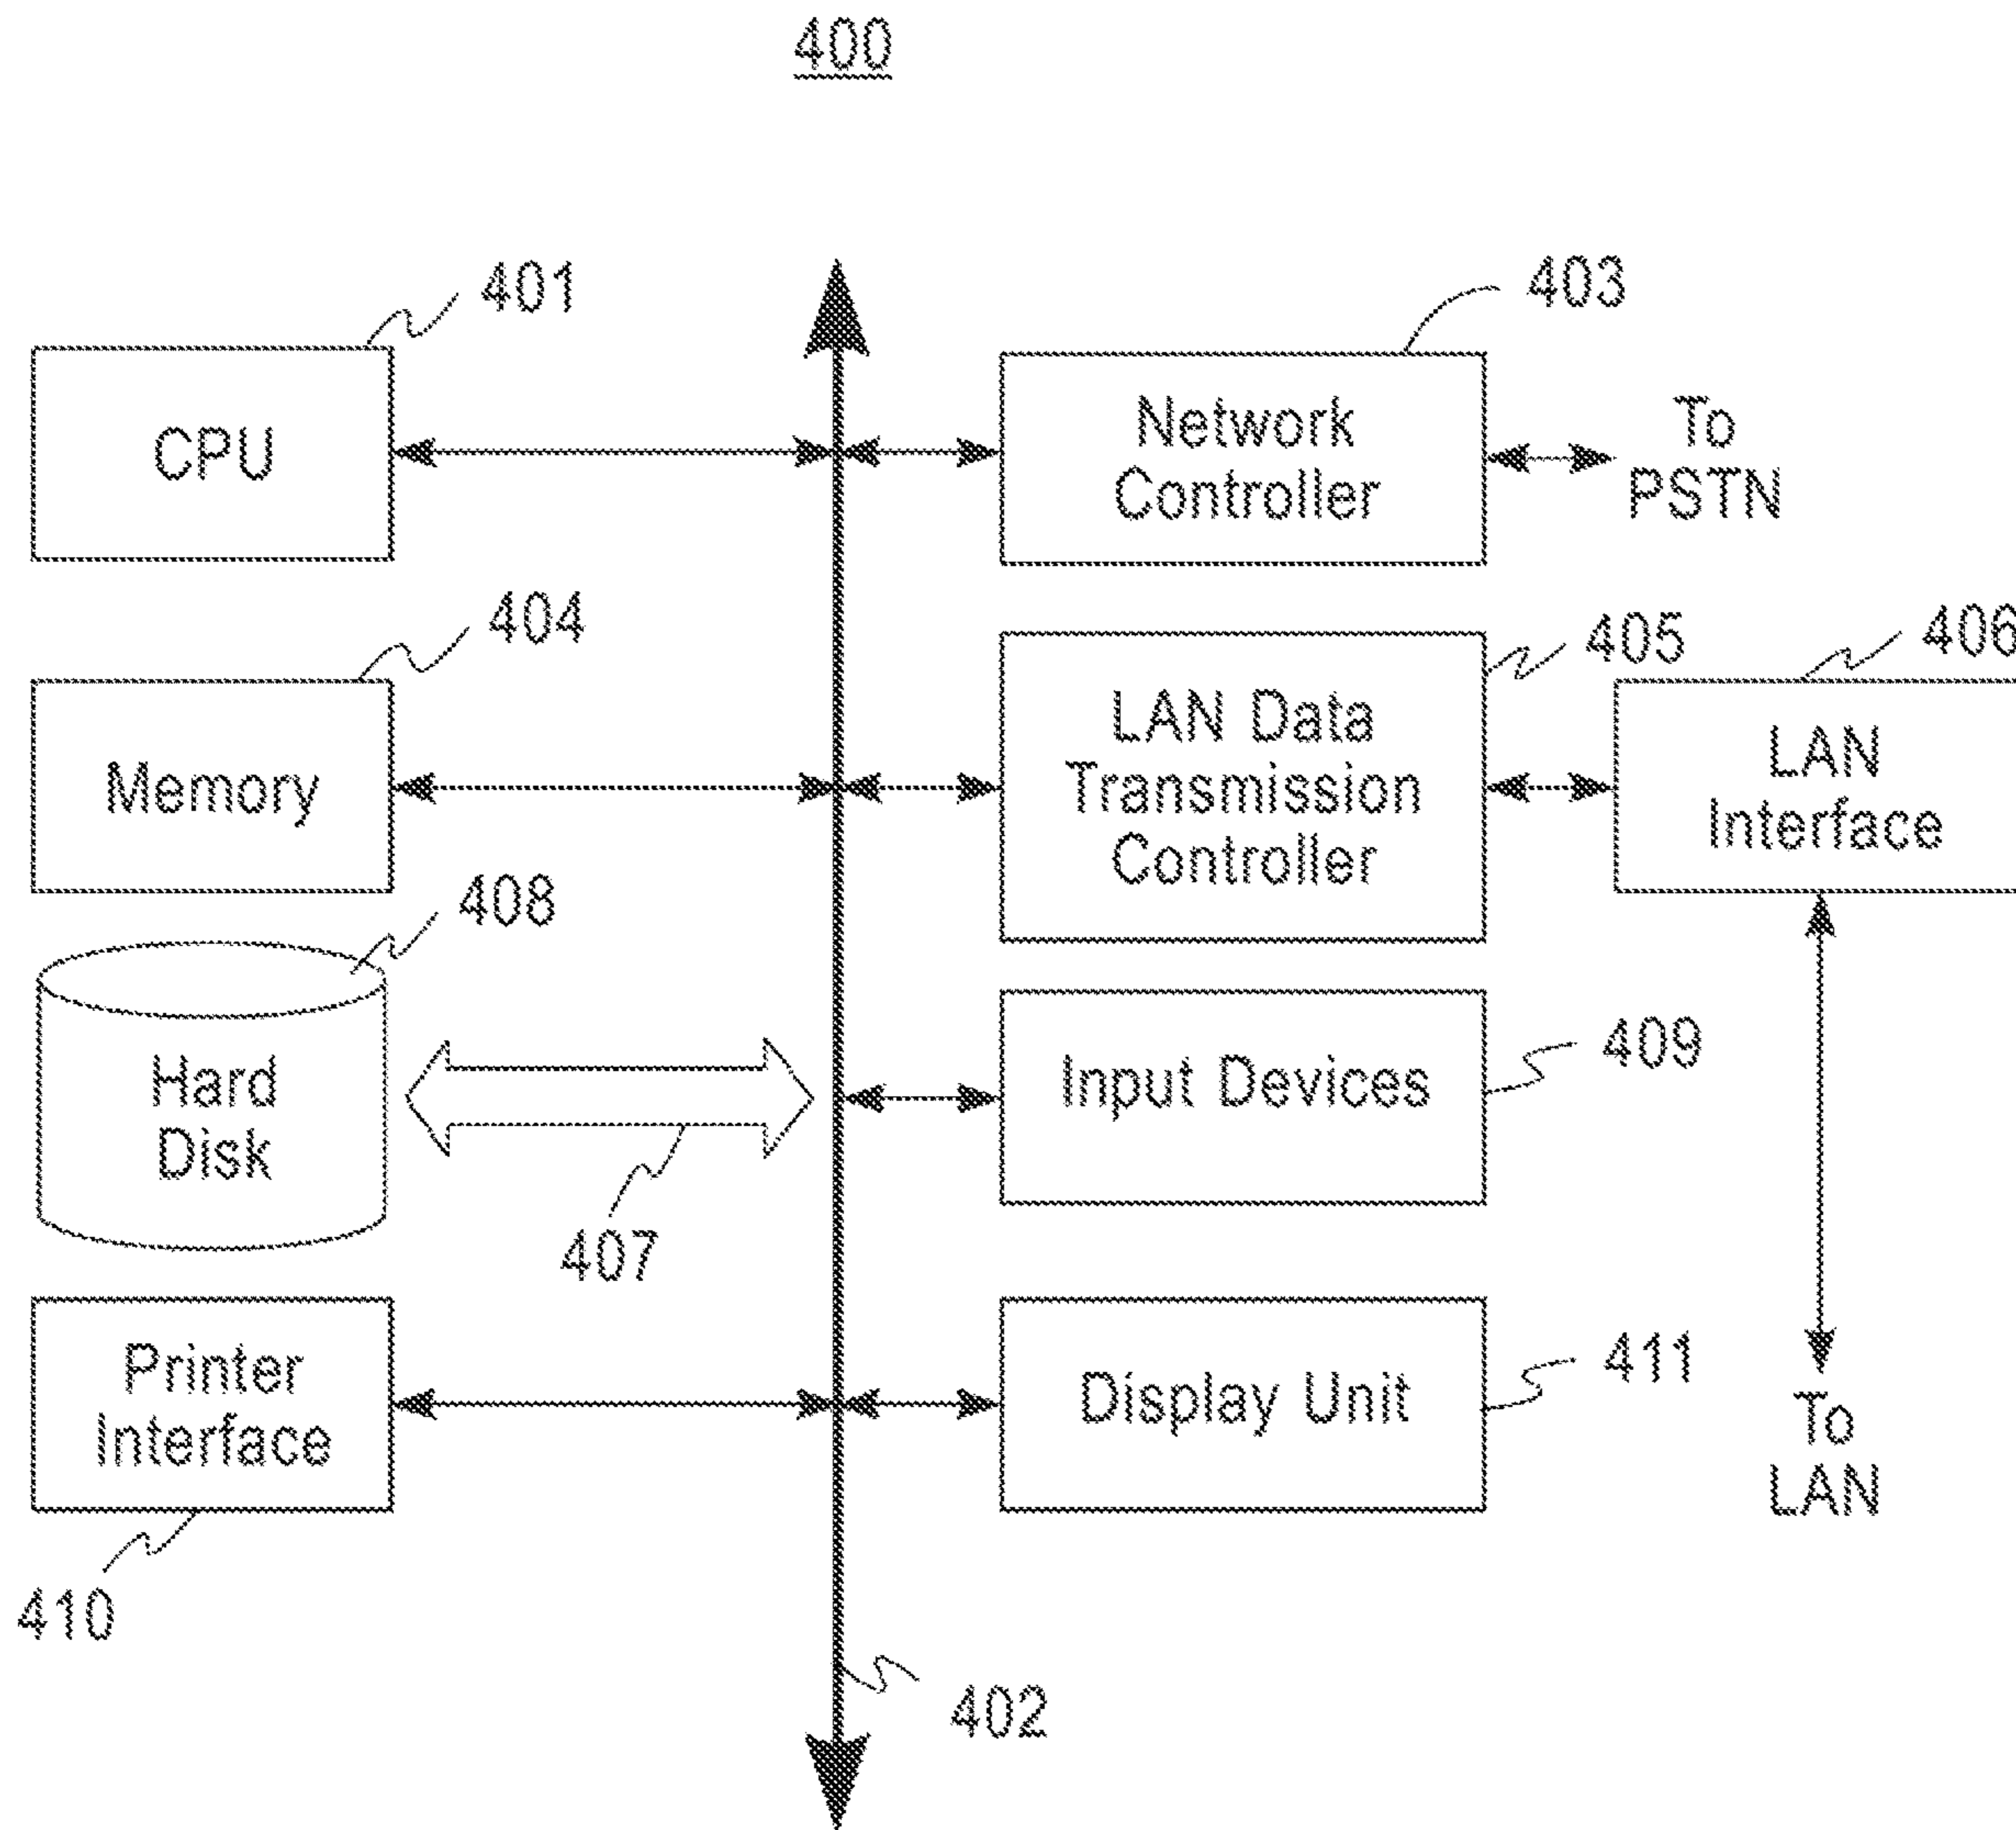 400
401
CPU
403
Network
Controller
To
PSTN
404
Memory
405
LAN Data
Transmission
Controller
406
LAN
Interface
408
Hard
Disk
407
409
Input Devices
Printer
Interface
410
411
Display Unit
To
LAN
402